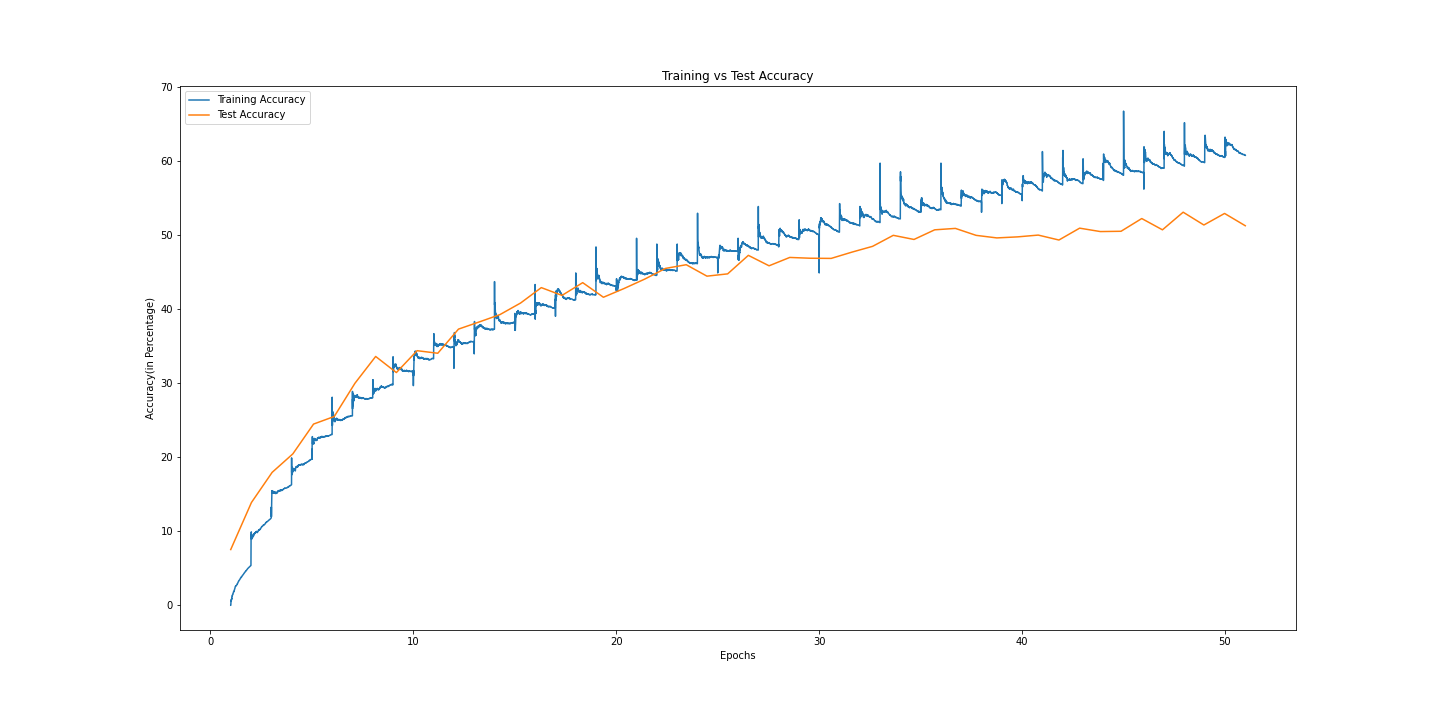 Training vs Test Accuracy
70
Training Accuracy
Test Accuracy
60
50
40
30
20
10
0
Accuracy(in Percentage)
0 10 20 30 40 50
Epochs